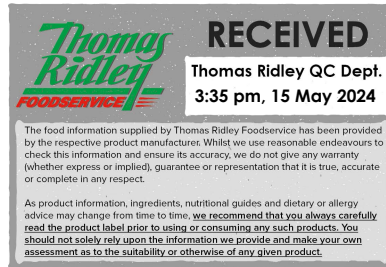 Thomas
Ridley
FOODSERVICE
RECEIVED
Thomas Ridley QC Dept.
3:35 pm, 15 May 2024
The food information supplied by Thomas Ridley Foodservice has been provided
by the respective product manufacturer. Whilst we use reasonable endeavours to
check this information and ensure its accuracy, we do not give any warranty
(whether express or implied), guarantee or representation that it is true, accurate
or complete in any respect.
As product information, ingredients, nutritional guides and dietary or allergy
advice may change from time to time, we recommend that you always carefully
read the product label prior to using or consuming any such products. You
should not solely rely upon the information we provide and make your own
assessment as to the suitability or otherwise of any given product.